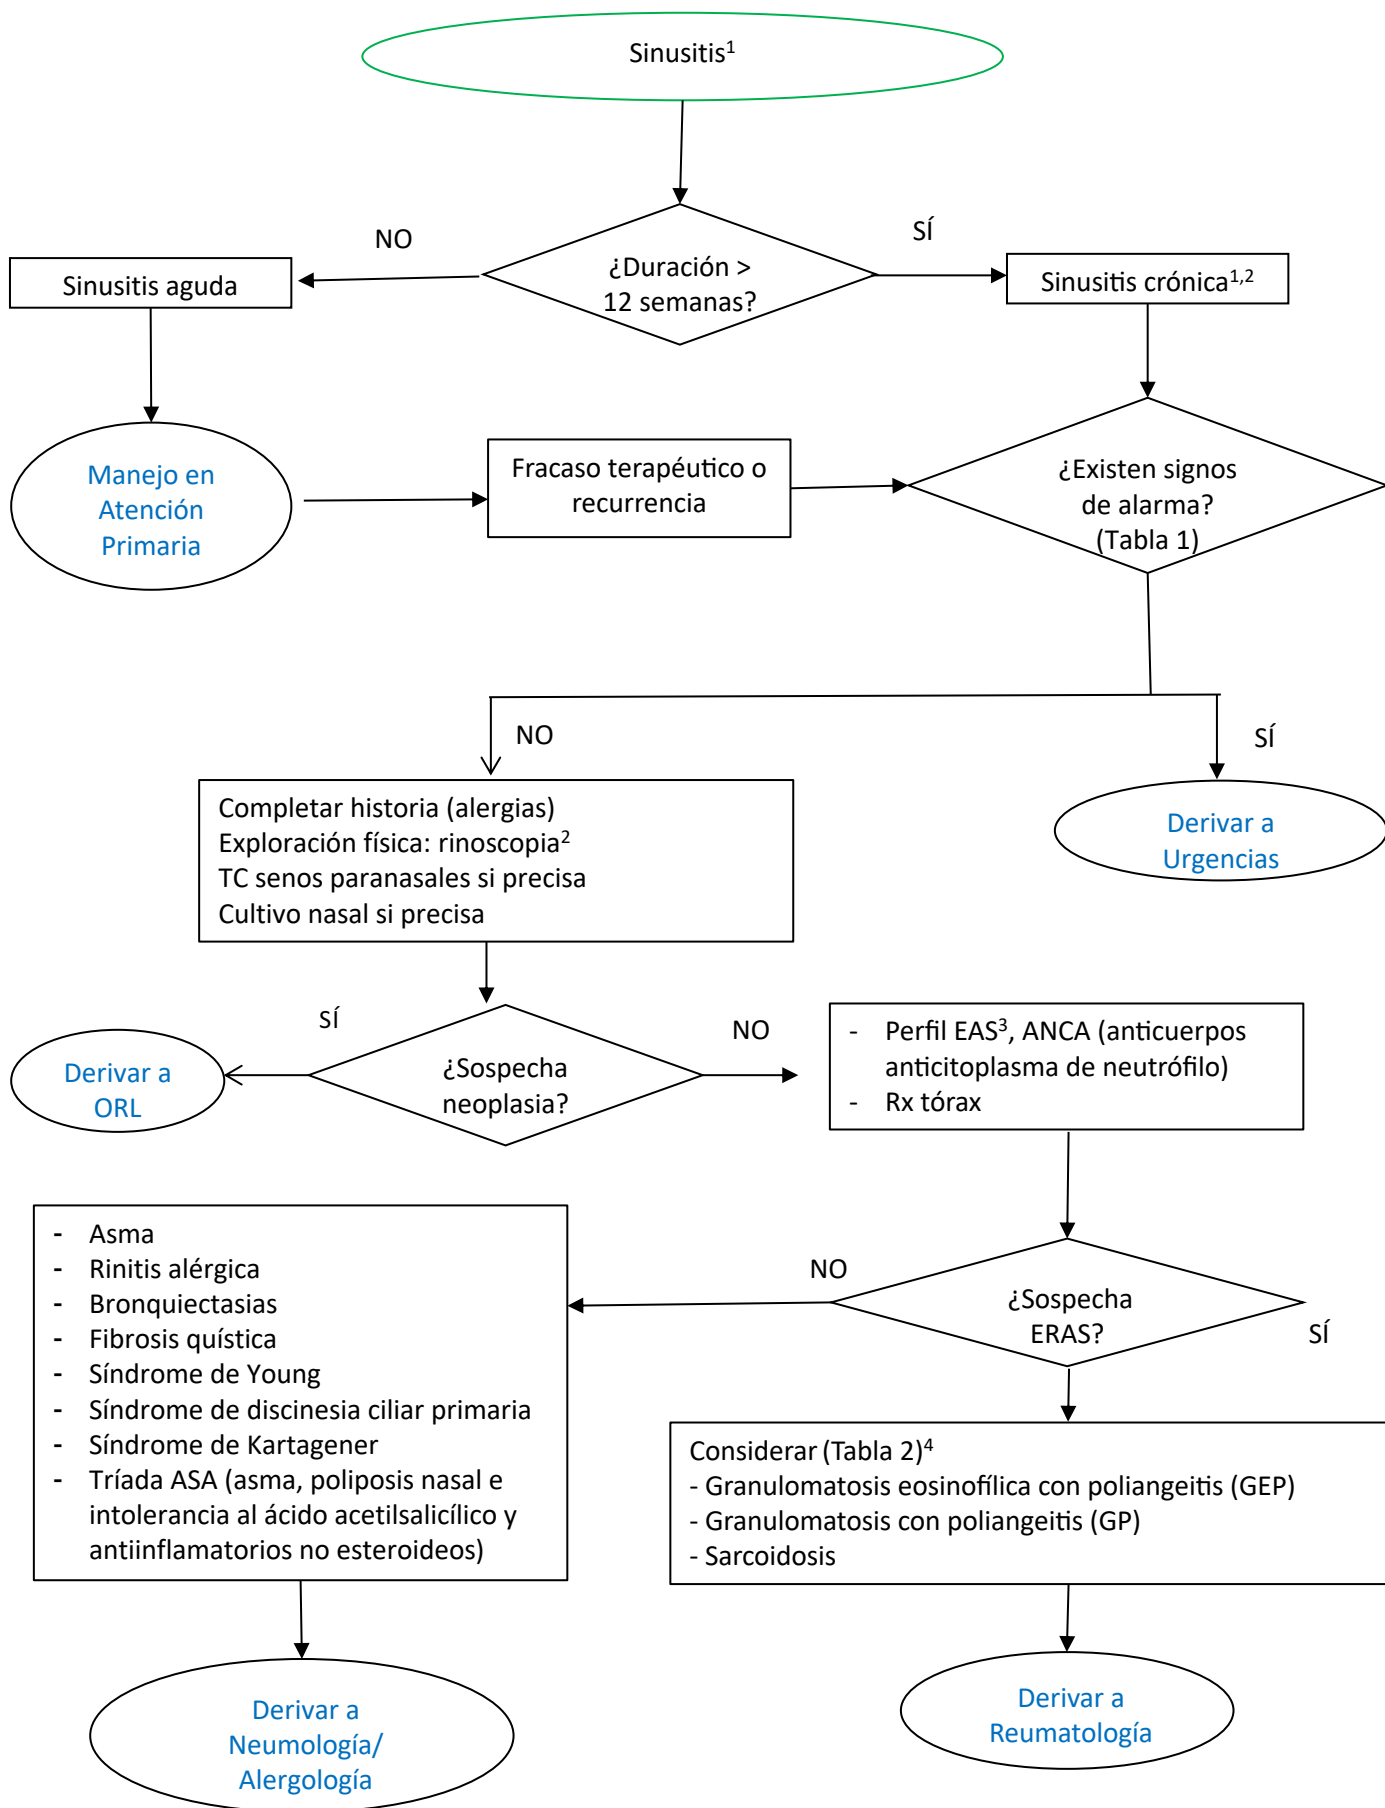 Sinusitis¹
NO
SÍ
¿Duración >
12 semanas?
Sinusitis aguda
Sinusitis crónica¹,²
Manejo en
Atención
Primaria
Fracaso terapéutico o
recurrencia
¿Existen signos
de alarma?
(Tabla 1)
NO
SÍ
Completar historia (alergias)
Exploración física: rinoscopia²
TC senos paranasales si precisa
Cultivo nasal si precisa
Derivar a
Urgencias
SÍ
NO
¿Sospecha
neoplasia?
Derivar a
ORL
- Perfil EAS³, ANCA (anticuerpos
anticitoplasma de neutrófilo)
- Rx tórax
NO
¿Sospecha
ERAS?
SÍ
- Asma
- Rinitis alérgica
- Bronquiectasias
- Fibrosis quística
- Síndrome de Young
- Síndrome de discinesia ciliar primaria
- Síndrome de Kartagener
- Tríada ASA (asma, poliposis nasal e
intolerancia al ácido acetilsalicílico y
antiinflamatorios no esteroideos)
Considerar (Tabla 2)⁴
- Granulomatosis eosinofílica con poliangeitis (GEP)
- Granulomatosis con poliangeitis (GP)
- Sarcoidosis
Derivar a
Neumología/
Alergología
Derivar a
Reumatología